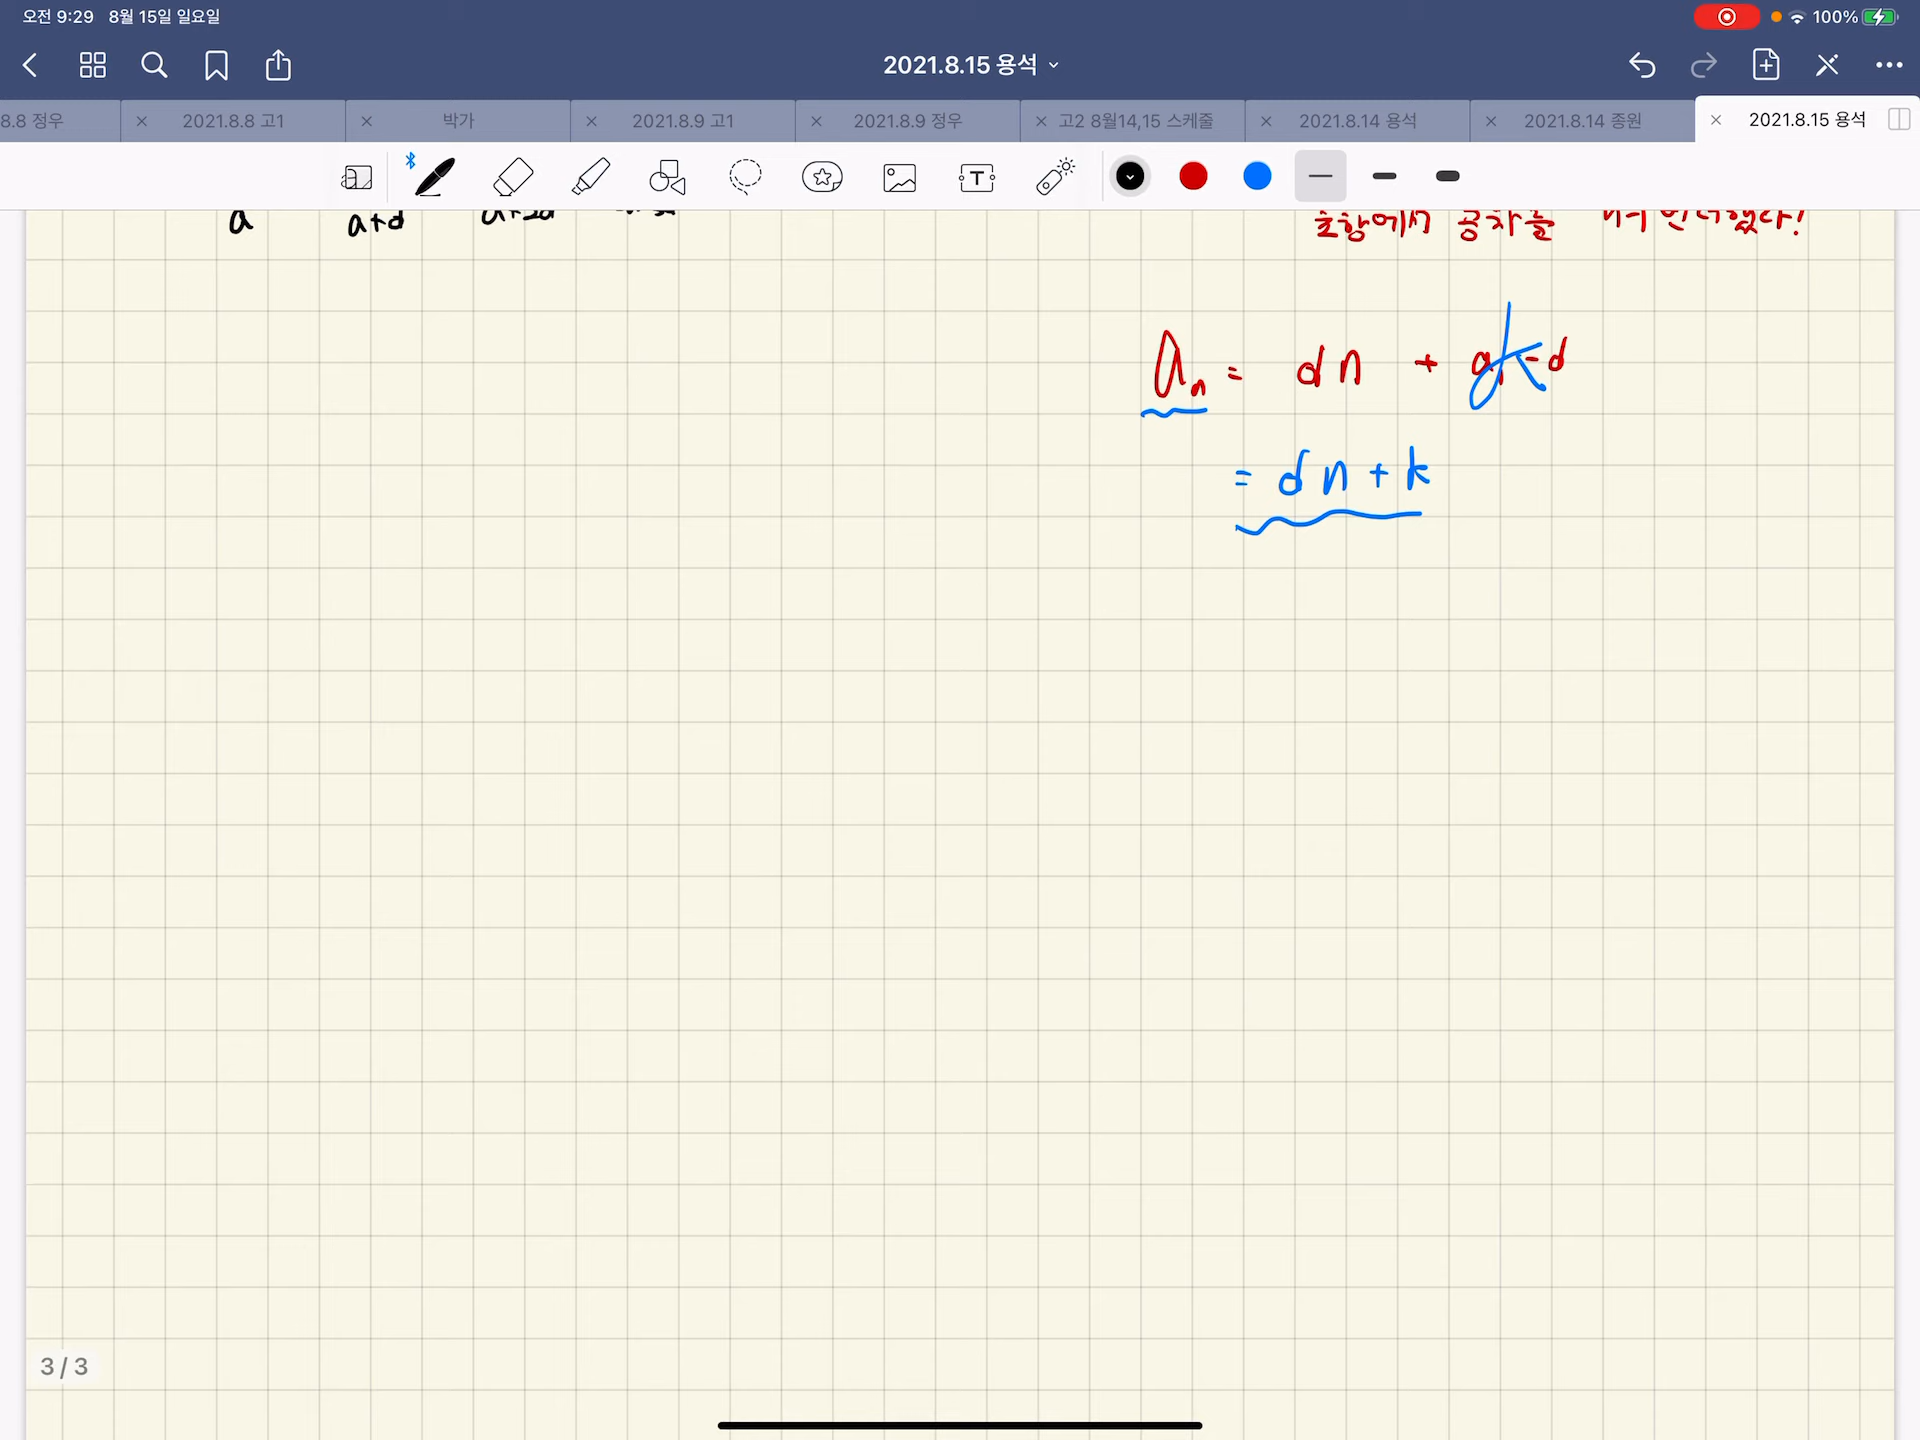 오전 9:29 8월 15일 일요일 100%
2021.8.15 용석
8.8 정우 2021.8.8 고1 박가 2021.8.9 고1 2021.8.9 정우 고2 8월14,15 스케줄 2021.8.14 용석 2021.8.14 종원 2021.8.15 용석
a a+d a+2d
초항에서 공차를
aₙ = dn + a₁-d
k
= dn + k
3 / 3